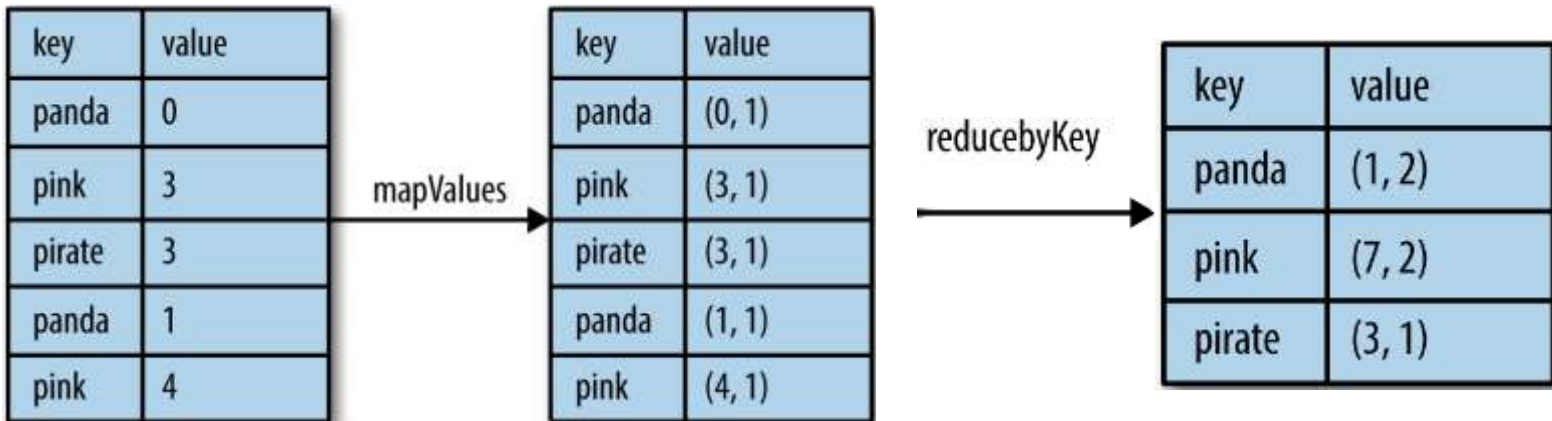 key value
panda 0
pink 3
pirate 3
panda 1
pink 4
mapValues
key value
panda (0, 1)
pink (3, 1)
pirate (3, 1)
panda (1, 1)
pink (4, 1)
reducebyKey
key value
panda (1, 2)
pink (7, 2)
pirate (3, 1)